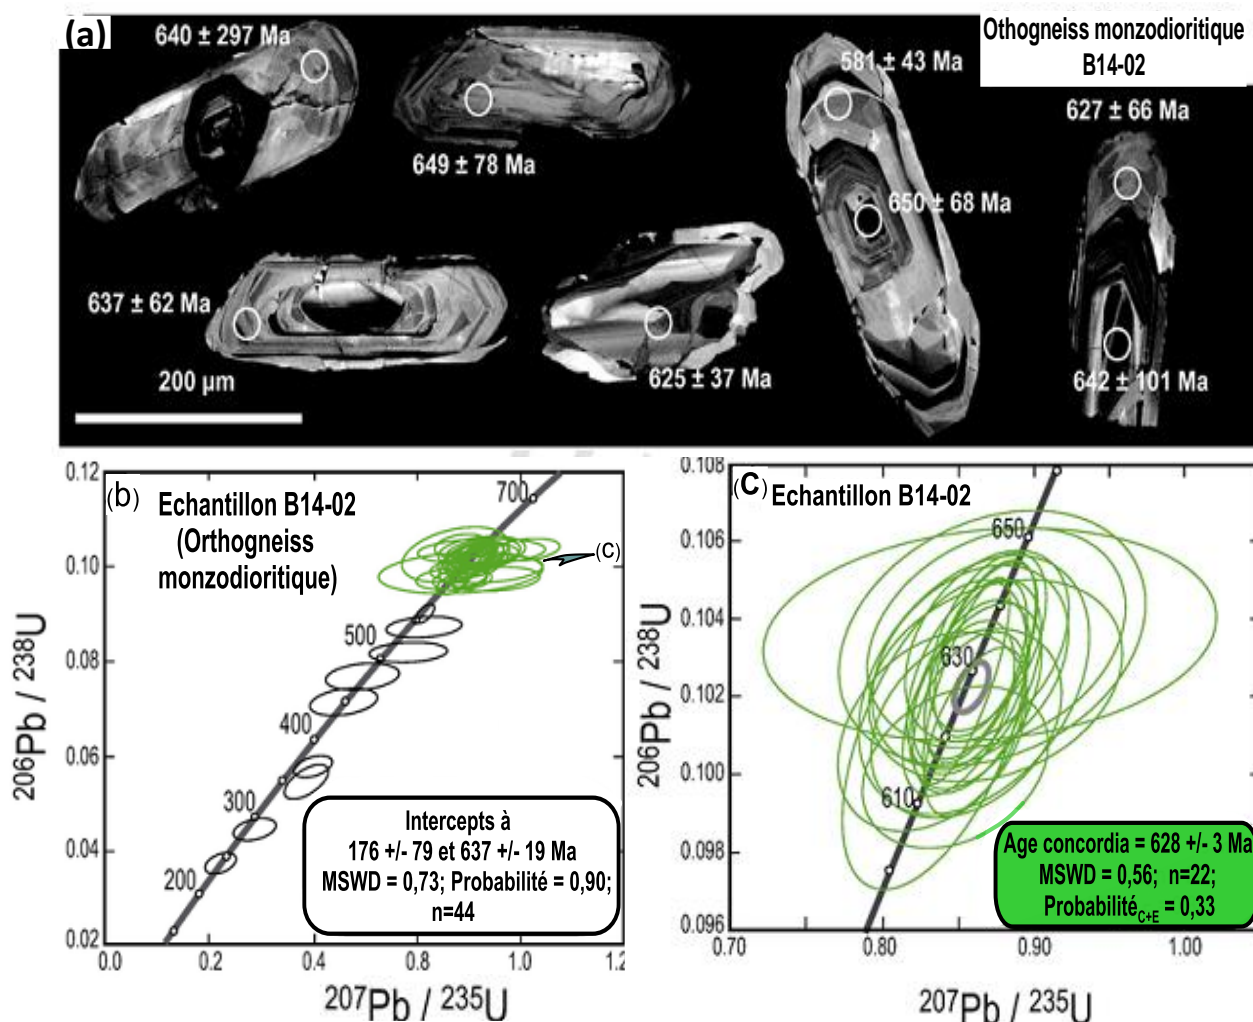 (a)
Othogneiss monzodioritique
B14-02
640 ± 297 Ma
649 ± 78 Ma
581 ± 43 Ma
627 ± 66 Ma
650 ± 68 Ma
637 ± 62 Ma
625 ± 37 Ma
642 ± 101 Ma
200 µm
(b)
Echantillon B14-02
(Orthogneiss
monzodioritique)
(C)
206Pb / 238U
0.12
0.10
0.08
0.06
0.04
0.02
700
500
400
300
200
Intercepts à
176 +/- 79 et 637 +/- 19 Ma
MSWD = 0,73; Probabilité = 0,90;
n=44
0.0 0.2 0.4 0.6 0.8 1.0 1.2
207Pb / 235U
(C) Echantillon B14-02
206Pb / 238U
0.108
0.106
0.104
0.102
0.100
0.098
0.096
650
630
610
Age concordia = 628 +/- 3 Ma
MSWD = 0,56; n=22;
ProbabilitéC+E = 0,33
0.70 0.80 0.90 1.00
207Pb / 235U